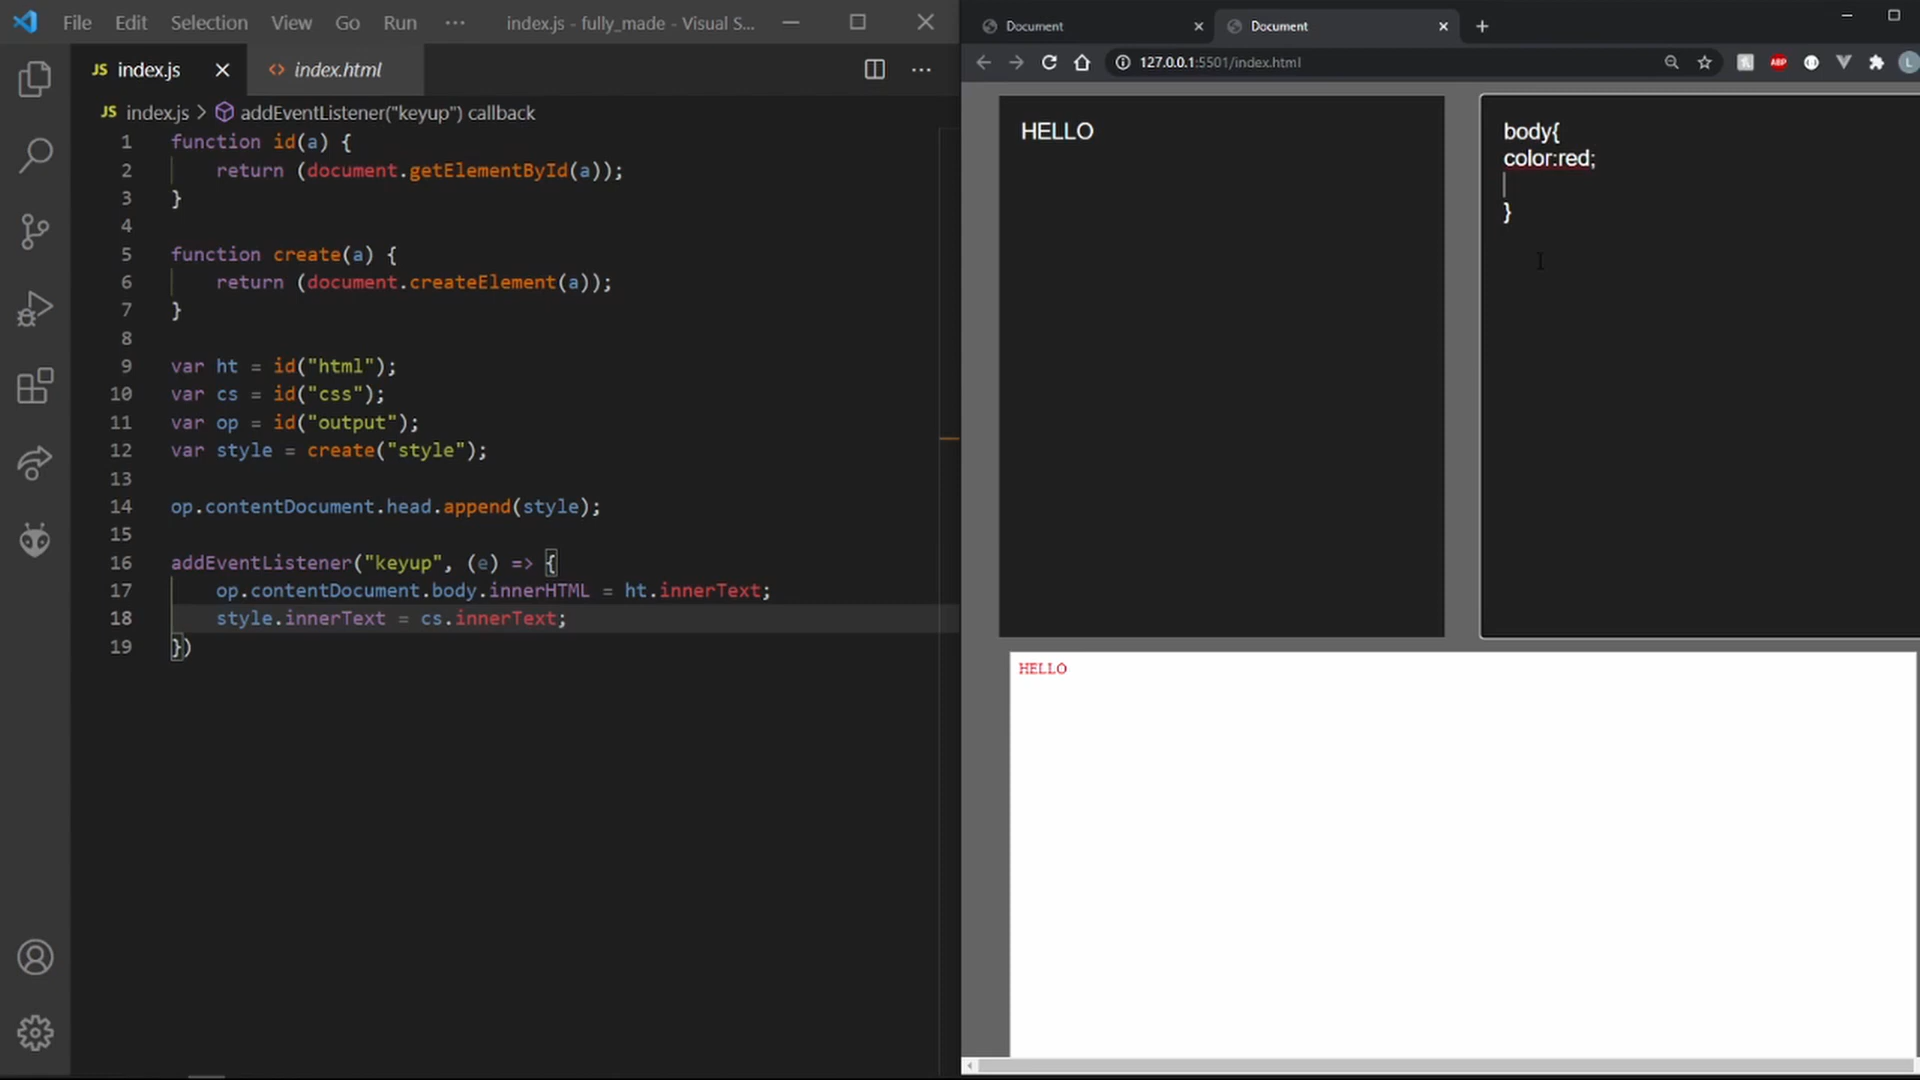 File Edit Selection View Go Run ··· index.js - fully_made - Visual S...
JS index.js
<> index.html
JS index.js > addEventListener("keyup") callback
1 function id(a) {
2 return (document.getElementById(a));
3 }
4
5 function create(a) {
6 return (document.createElement(a));
7 }
8
9 var ht = id("html");
10 var cs = id("css");
11 var op = id("output");
12 var style = create("style");
13
14 op.contentDocument.head.append(style);
15
16 addEventListener("keyup", (e) => {
17 op.contentDocument.body.innerHTML = ht.innerText;
18 style.innerText = cs.innerText;
19 })
Document
Document
127.0.0.1:5501/index.html
ABP
L
HELLO
body{
color:red;
}
HELLO